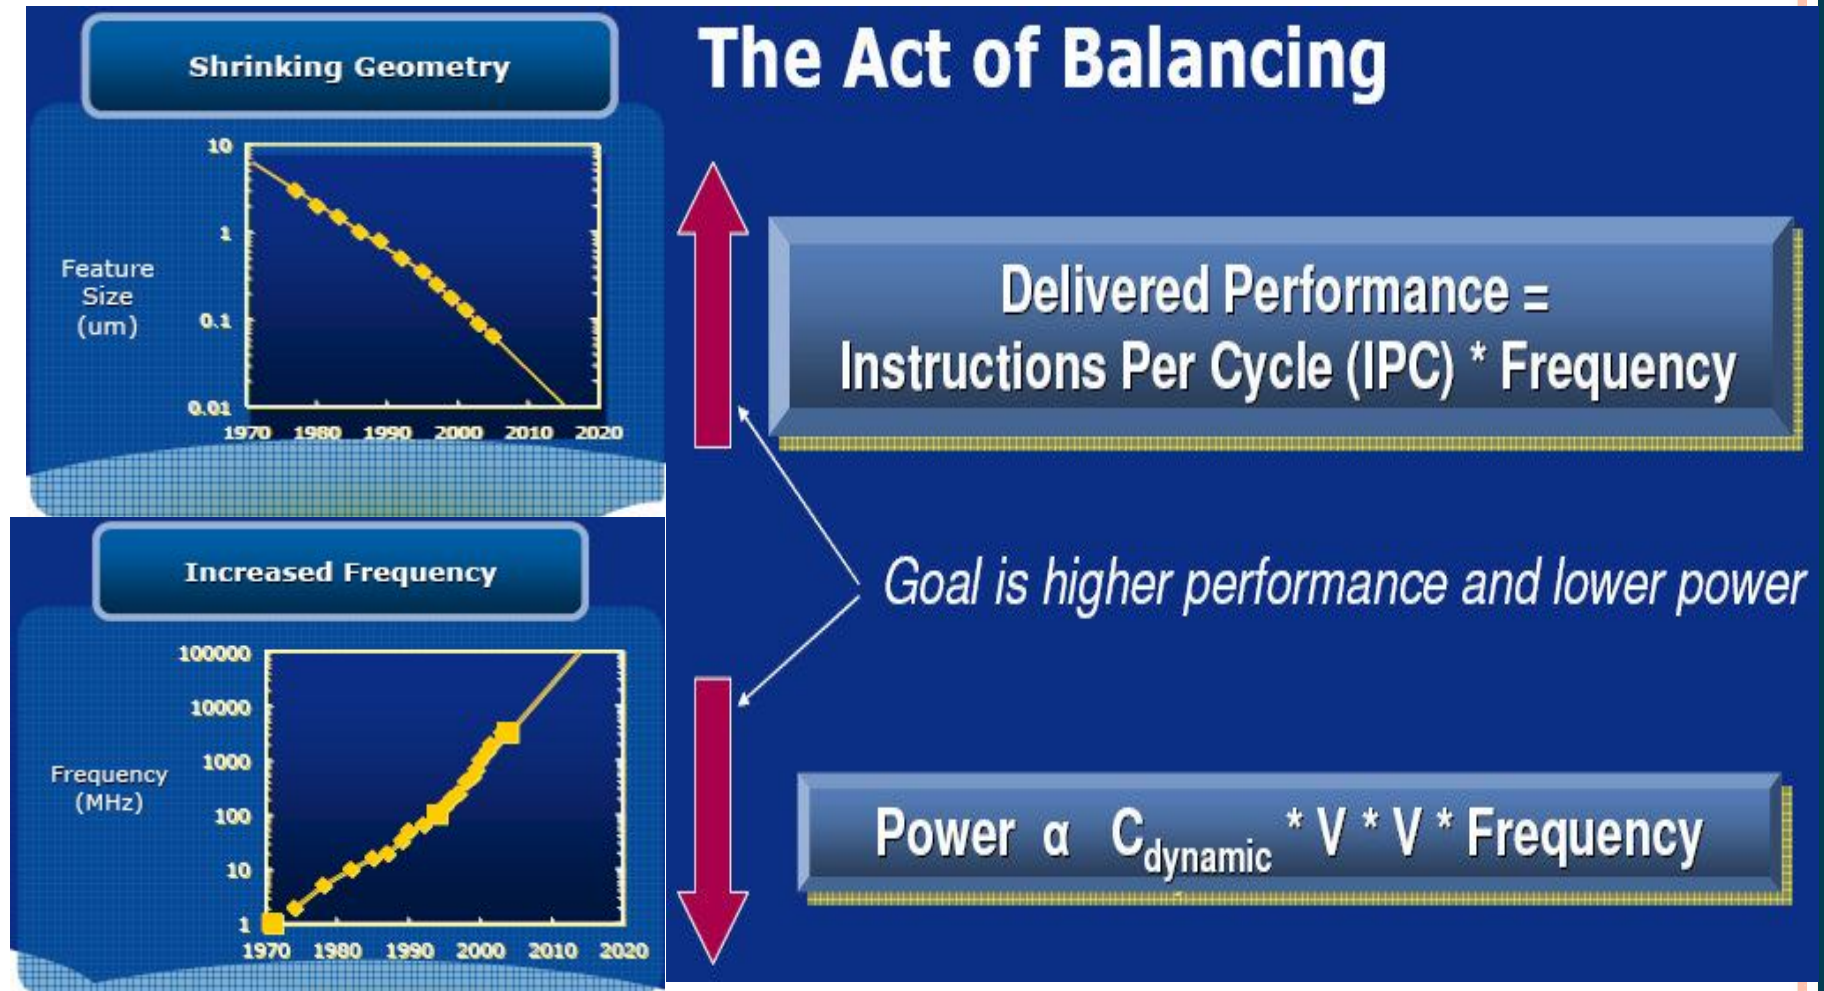 Shrinking Geometry
10
1
0.1
0.01
Feature
Size
(um)
1970 1980 1990 2000 2010 2020
Increased Frequency
100000
10000
1000
100
10
1
Frequency
(MHz)
1970 1980 1990 2000 2010 2020
The Act of Balancing
Delivered Performance =
Instructions Per Cycle (IPC) * Frequency
Goal is higher performance and lower power
Power α Cdynamic * V * V * Frequency